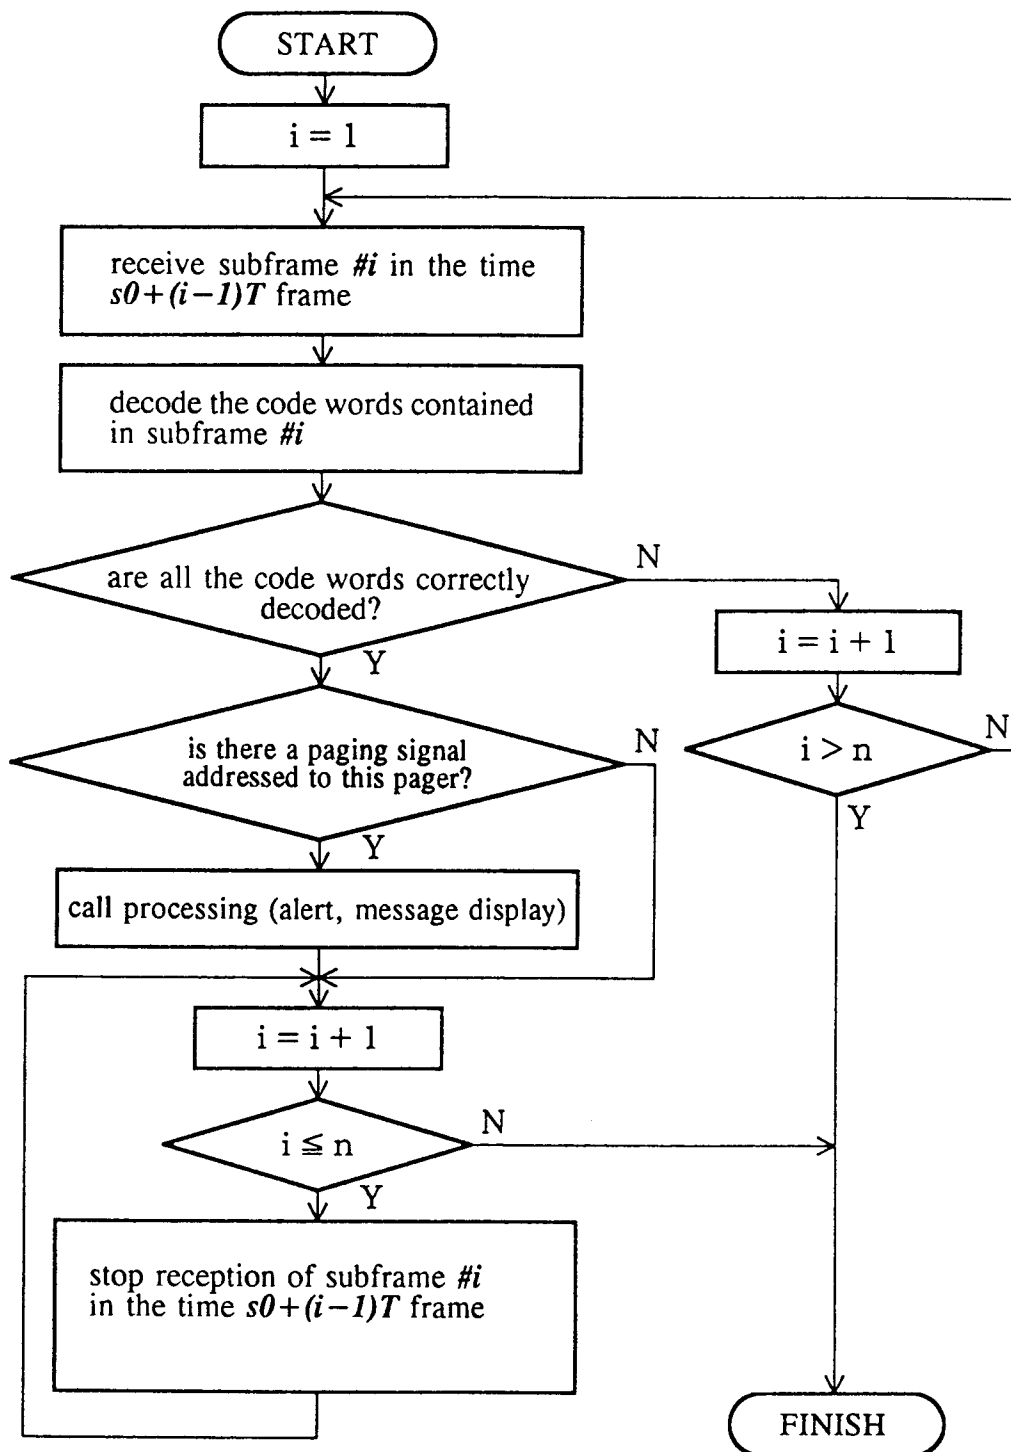 START
i = 1
receive subframe #i in the time
s0+(i−1)T frame
decode the code words contained
in subframe #i
are all the code words correctly
decoded?
N
Y
i = i + 1
is there a paging signal
addressed to this pager?
N
Y
i > n
N
Y
call processing (alert, message display)
i = i + 1
i ≦ n
N
Y
stop reception of subframe #i
in the time s0+(i−1)T frame
FINISH